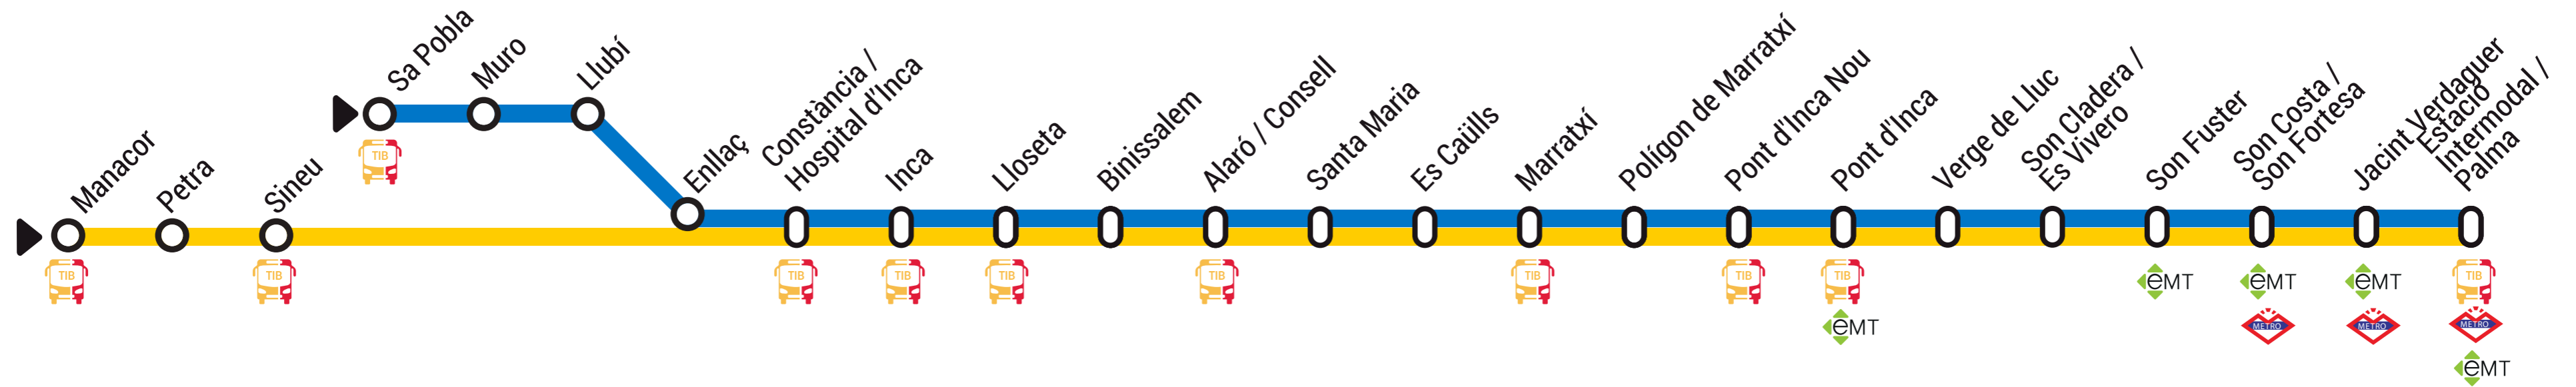 Sa Pobla
Muro
Llubí
Manacor
Petra
Sineu
Enllaç
Constància /
Hospital d'Inca
Inca
Lloseta
Binissalem
Alaró / Consell
Santa Maria
Es Caülls
Marratxí
Polígon de Marratxí
Pont d'Inca Nou
Pont d'Inca
Verge de Lluc
Son Cladera /
Es Vivero
Son Fuster
Son Costa /
Son Fortesa
Jacint Verdaguer
Estació
Intermodal /
Palma
TIB
TIB
TIB
TIB
TIB
TIB
TIB
TIB
TIB
TIB
TIB
eMT
eMT
eMT
eMT
METRO
METRO
METRO
eMT